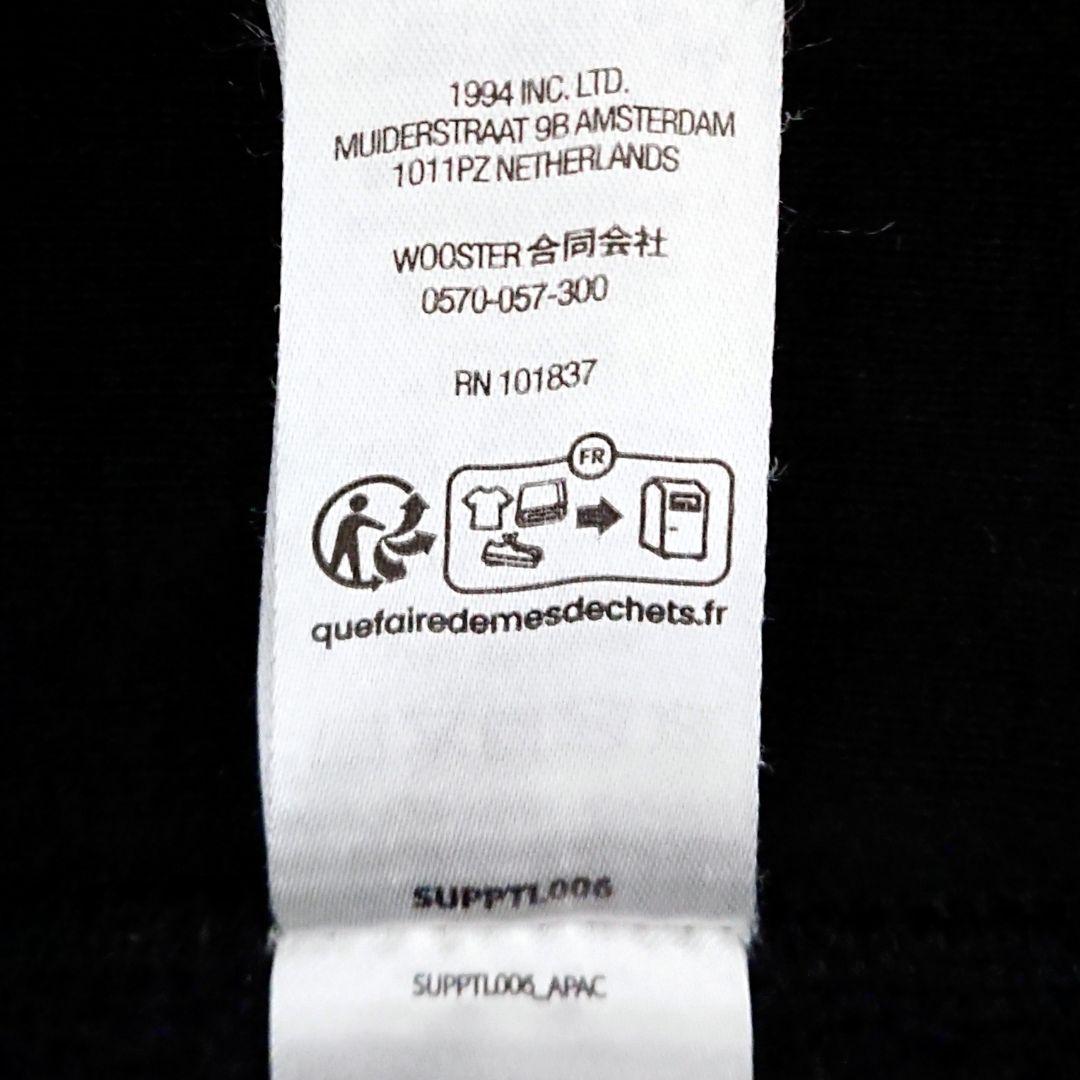 1994 INC. LTD.
MUIDERSTRAAT 9B AMSTERDAM
1011PZ NETHERLANDS
WOOSTER 合同会社
0570-057-300
RN 101837
FR
quefairedemesdechets.fr
SUPPTL006
SUPPTL006_APAC